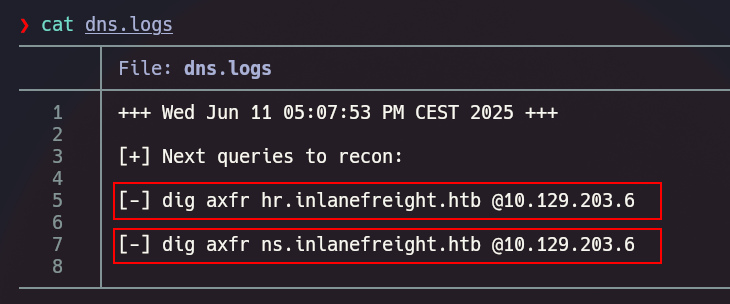 ❯ cat dns.logs
File: dns.logs
1 +++ Wed Jun 11 05:07:53 PM CEST 2025 +++
2
3 [+] Next queries to recon:
4
5 [-] dig axfr hr.inlanefreight.htb @10.129.203.6
6
7 [-] dig axfr ns.inlanefreight.htb @10.129.203.6
8